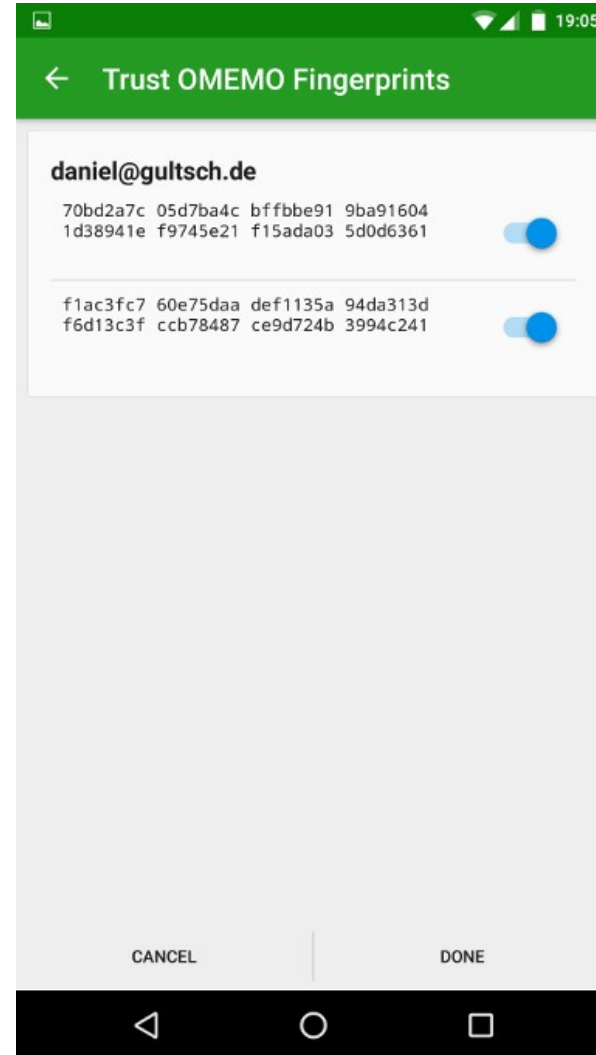 19:05
Trust OMEMO Fingerprints
daniel@gultsch.de
70bd2a7c 05d7ba4c bffbbe91 9ba91604
1d38941e f9745e21 f15ada03 5d0d6361
f1ac3fc7 60e75daa def1135a 94da313d
f6d13c3f ccb78487 ce9d724b 3994c241
CANCEL DONE